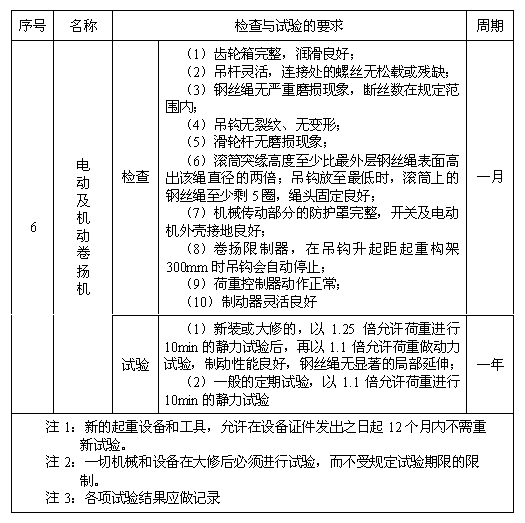 序号 名称 检查与试验的要求 周期
6
电动及机动卷扬机
检查
（1）齿轮箱完整，润滑良好；
（2）吊杆灵活，连接处的螺丝无松载或残缺；
（3）钢丝绳无严重磨损现象，断丝数在规定范
围内；
（4）吊钩无裂纹、无变形；
（5）滑轮杆无磨损现象；
（6）滚筒突缘高度至少比最外层钢丝绳表面高
出该绳直径的两倍；吊钩放至最低时，滚筒上的
钢丝绳至少剩 5 圈，绳头固定良好；
（7）机械传动部分的防护罩完整，开关及电动
机外壳接地良好；
（8）卷扬限制器，在吊钩升起距起重构架
300mm 时吊钩会自动停止；
（9）荷重控制器动作正常；
（10）制动器灵活良好
一月
试验
（1）新装或大修的，以 1.25 倍允许荷重进行
10min 的静力试验后，再以 1.1 倍允许荷重做动力
试验，制动性能良好，钢丝绳无显著的局部延伸；
（2）一般的定期试验，以 1.1 倍允许荷重进行
10min 的静力试验
一年
注 1：新的起重设备和工具，允许在设备证件发出之日起 12 个月内不需重
新试验。
注 2：一切机械和设备在大修后必须进行试验，而不受规定试验期限的限
制。
注 3：各项试验结果应做记录